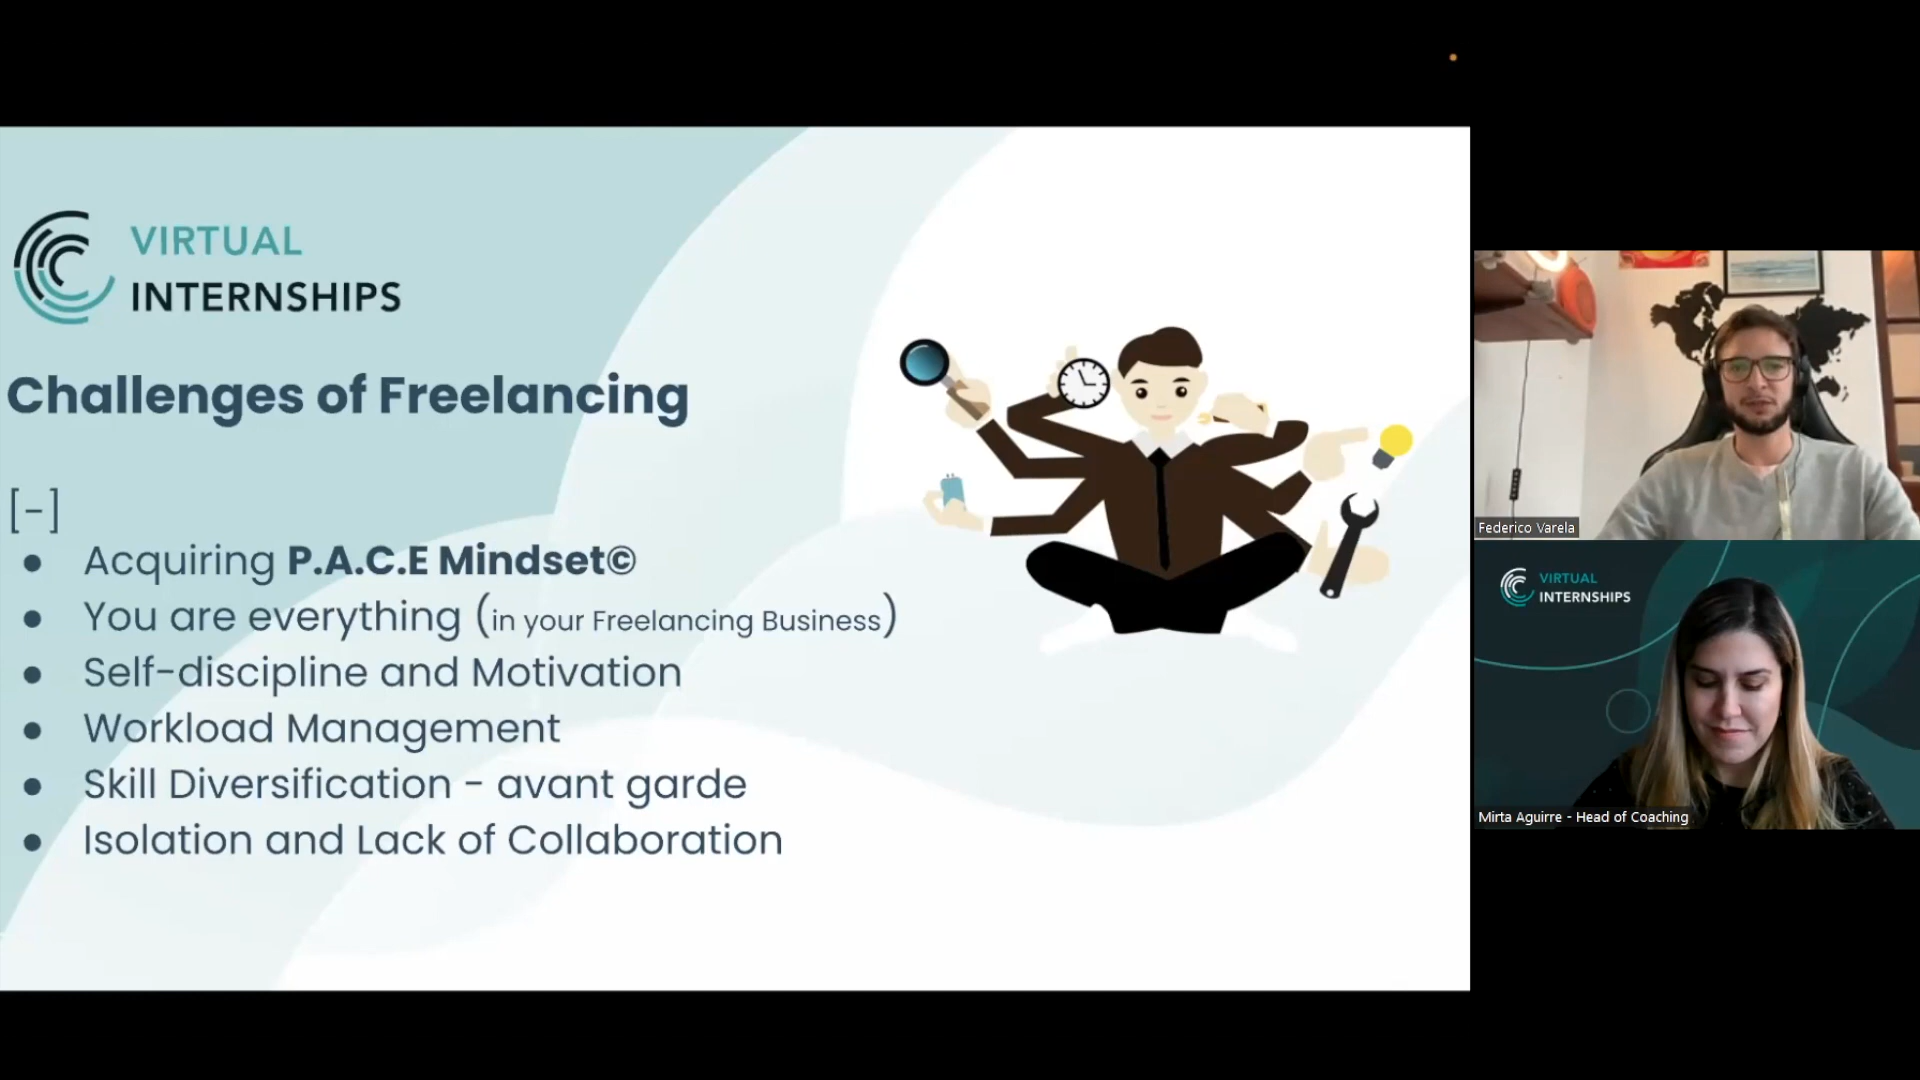 VIRTUAL
INTERNSHIPS
Challenges of Freelancing
[-]
● Acquiring P.A.C.E Mindset©
● You are everything (in your Freelancing Business)
● Self-discipline and Motivation
● Workload Management
● Skill Diversification - avant garde
● Isolation and Lack of Collaboration
Federico Varela
VIRTUAL
INTERNSHIPS
Mirta Aguirre - Head of Coaching